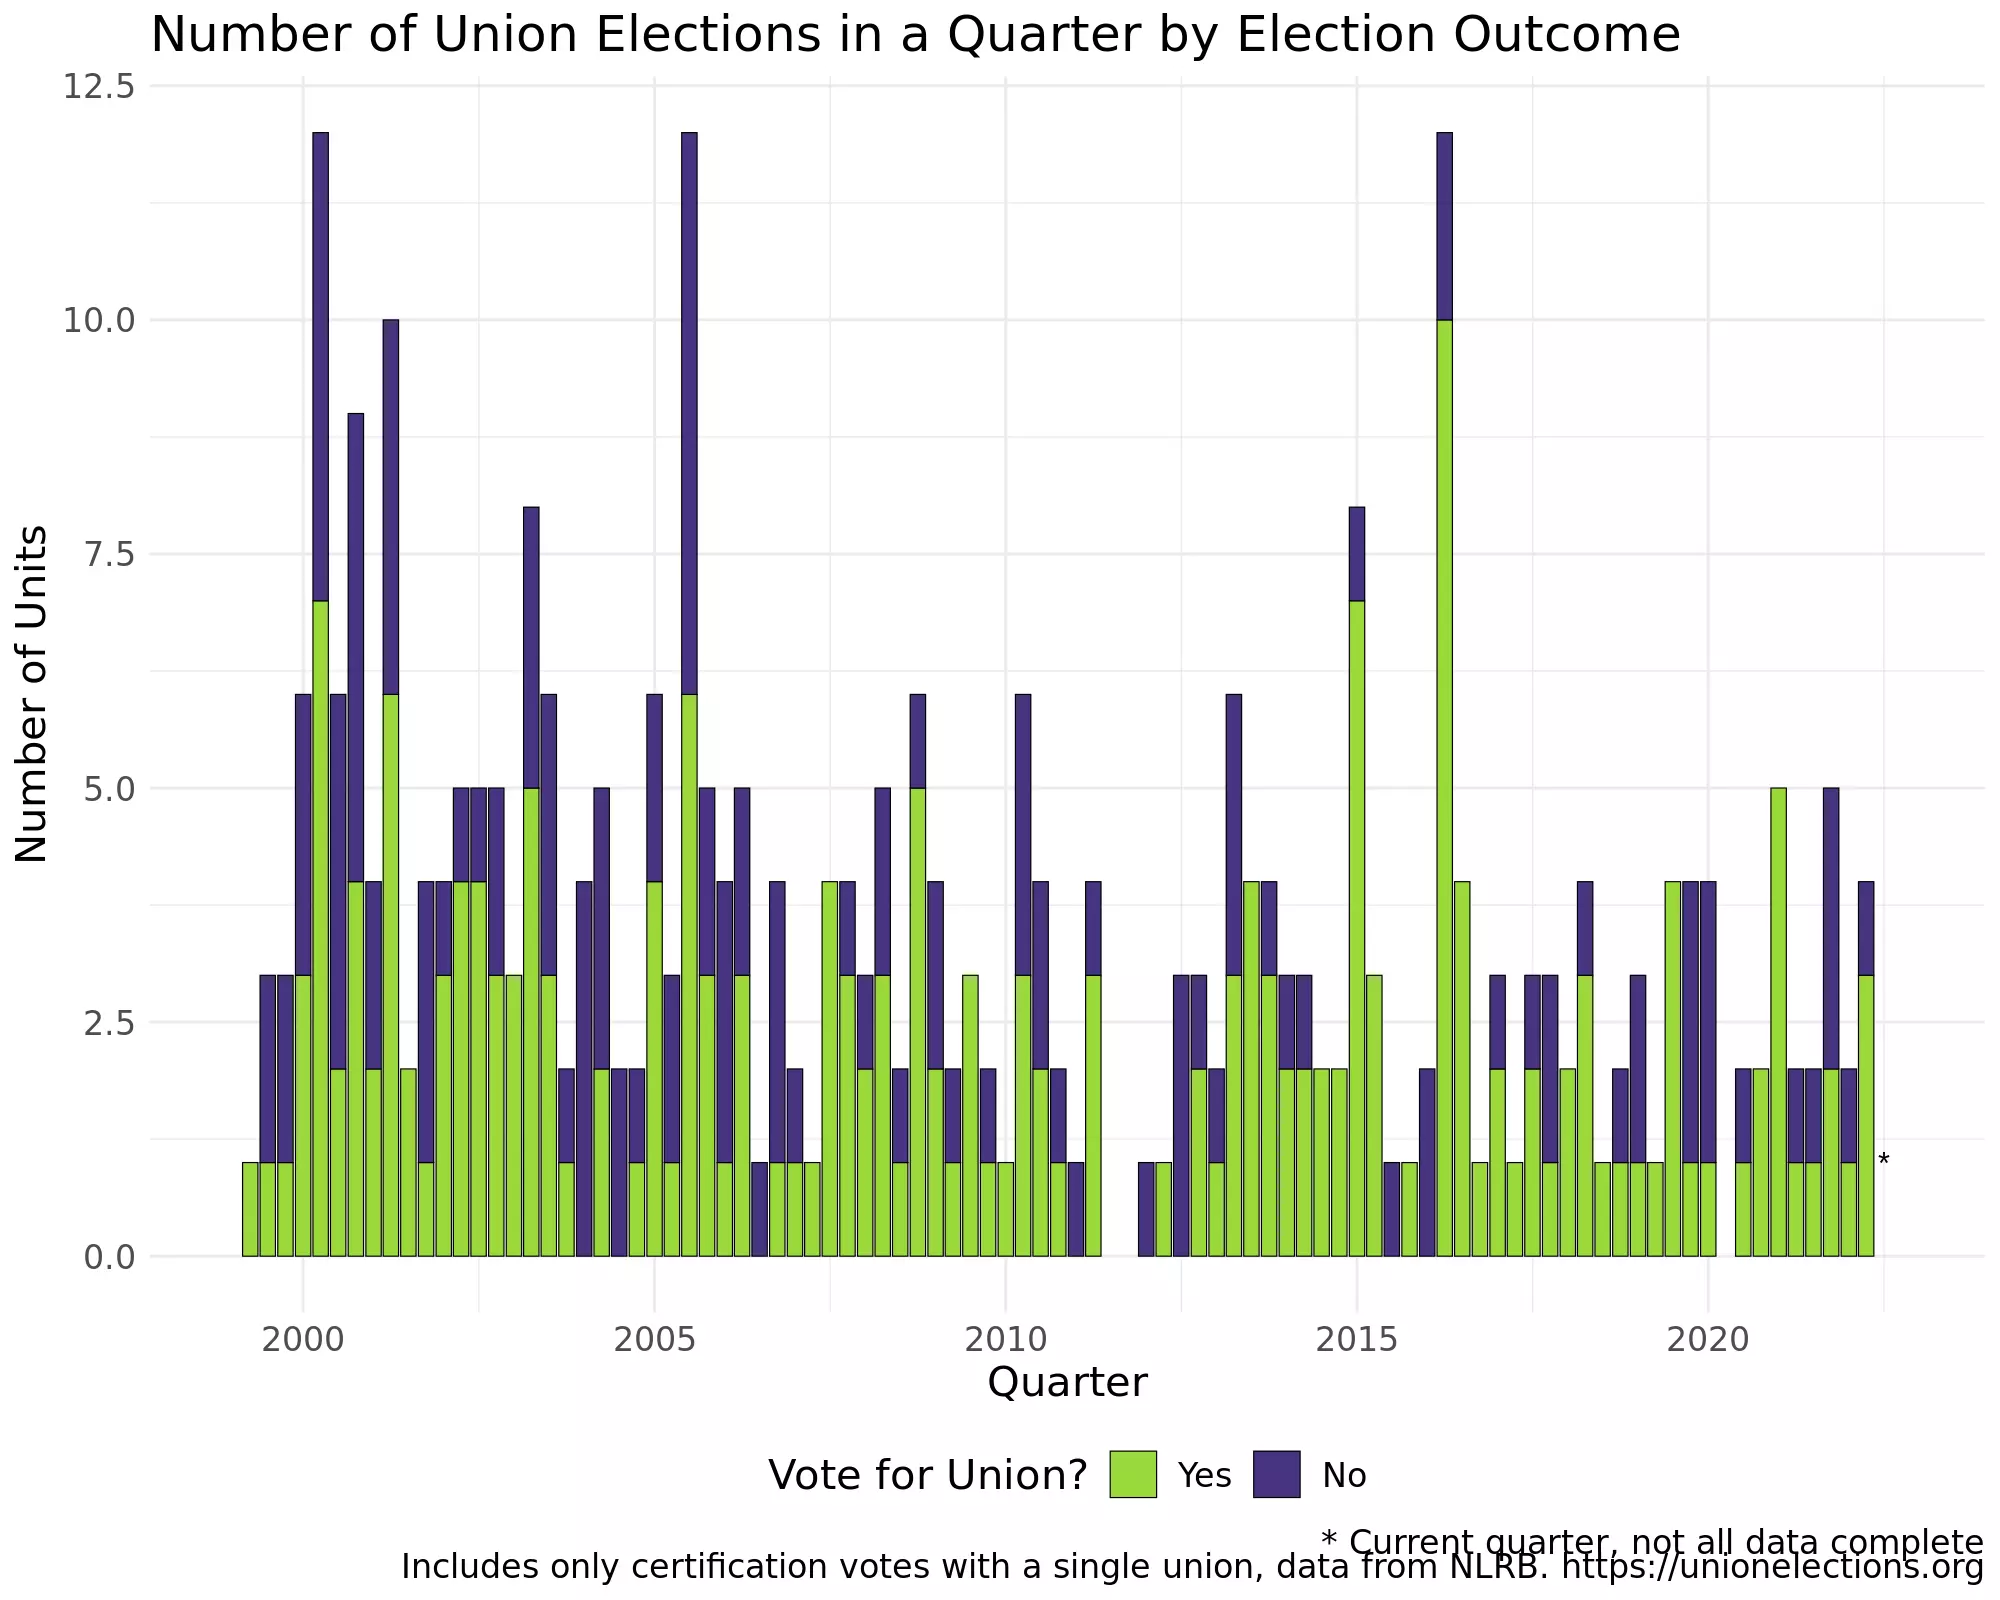 Number of Union Elections in a Quarter by Election Outcome
12.5
10.0
7.5
5.0
2.5
0.0
Number of Units
*
2000 2005 2010 2015 2020
Quarter
Vote for Union? Yes No
* Current quarter, not all data complete
Includes only certification votes with a single union, data from NLRB. https://unionelections.org